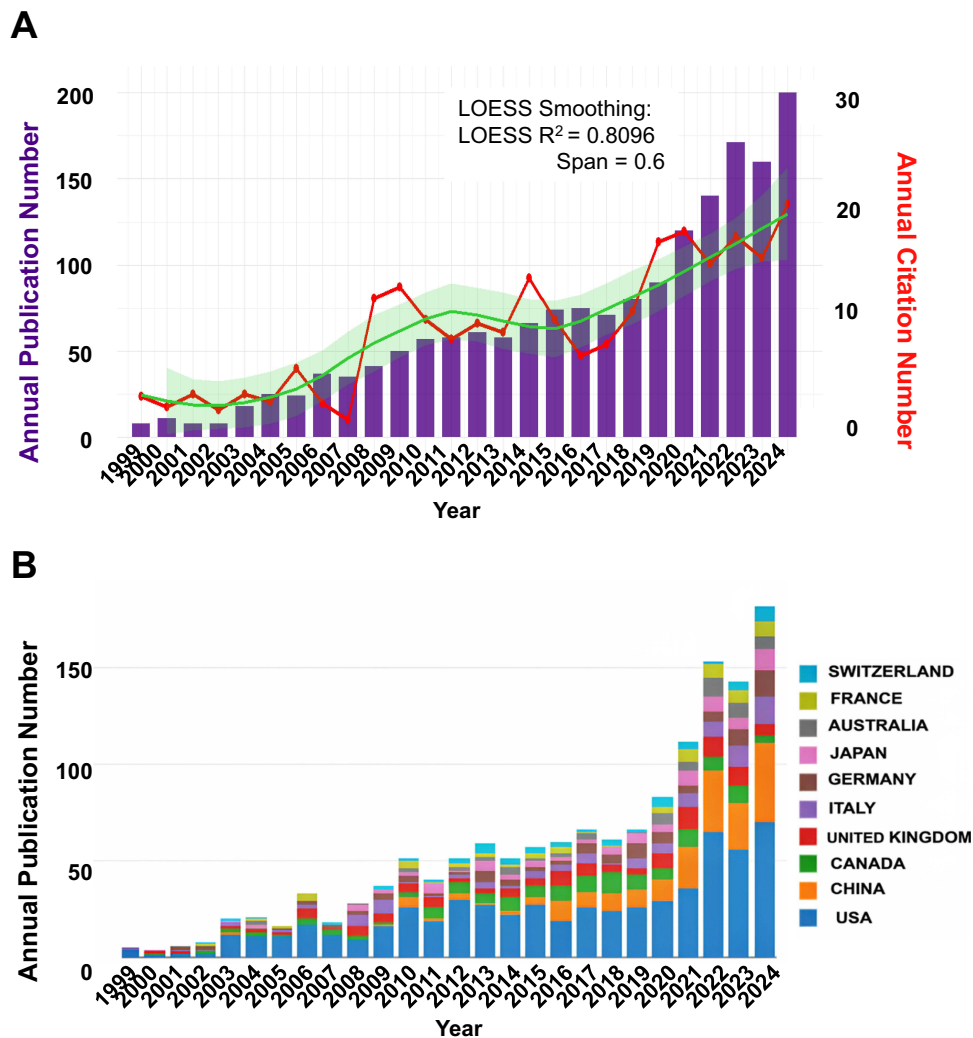 A
LOESS Smoothing:
LOESS R² = 0.8096
Span = 0.6
Annual Publication Number
200
150
100
50
0
30
20
10
0
Annual Citation Number
1999 2000 2001 2002 2003 2004 2005 2006 2007 2008 2009 2010 2011 2012 2013 2014 2015 2016 2017 2018 2019 2020 2021 2022 2023 2024
Year
B
Annual Publication Number
150
100
50
0
SWITZERLAND
FRANCE
AUSTRALIA
JAPAN
GERMANY
ITALY
UNITED KINGDOM
CANADA
CHINA
USA
1999 2000 2001 2002 2003 2004 2005 2006 2007 2008 2009 2010 2011 2012 2013 2014 2015 2016 2017 2018 2019 2020 2021 2022 2023 2024
Year